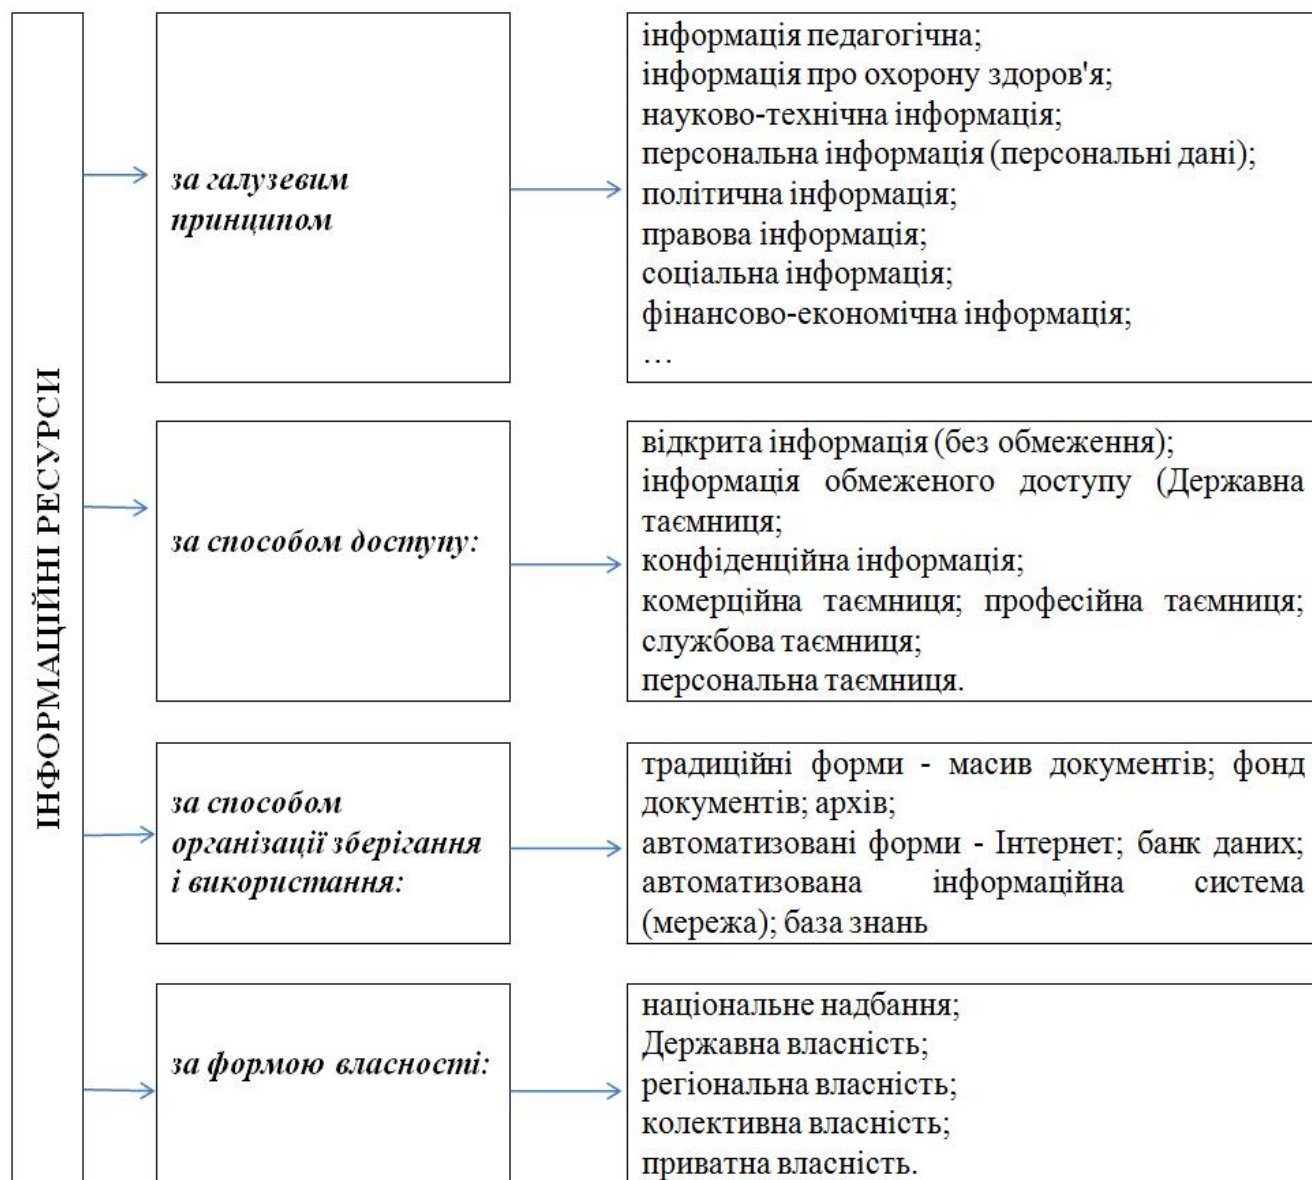 ІНФОРМАЦІЙНІ РЕСУРСИ
за галузевим
принципом
інформація педагогічна;
інформація про охорону здоров'я;
науково-технічна інформація;
персональна інформація (персональні дані);
політична інформація;
правова інформація;
соціальна інформація;
фінансово-економічна інформація;
…
за способом доступу:
відкрита інформація (без обмеження);
інформація обмеженого доступу (Державна
таємниця;
конфіденційна інформація;
комерційна таємниця; професійна таємниця;
службова таємниця;
персональна таємниця.
за способом
організації зберігання
і використання:
традиційні форми - масив документів; фонд
документів; архів;
автоматизовані форми - Інтернет; банк даних;
автоматизована інформаційна система
(мережа); база знань
за формою власності:
національне надбання;
Державна власність;
регіональна власність;
колективна власність;
приватна власність.